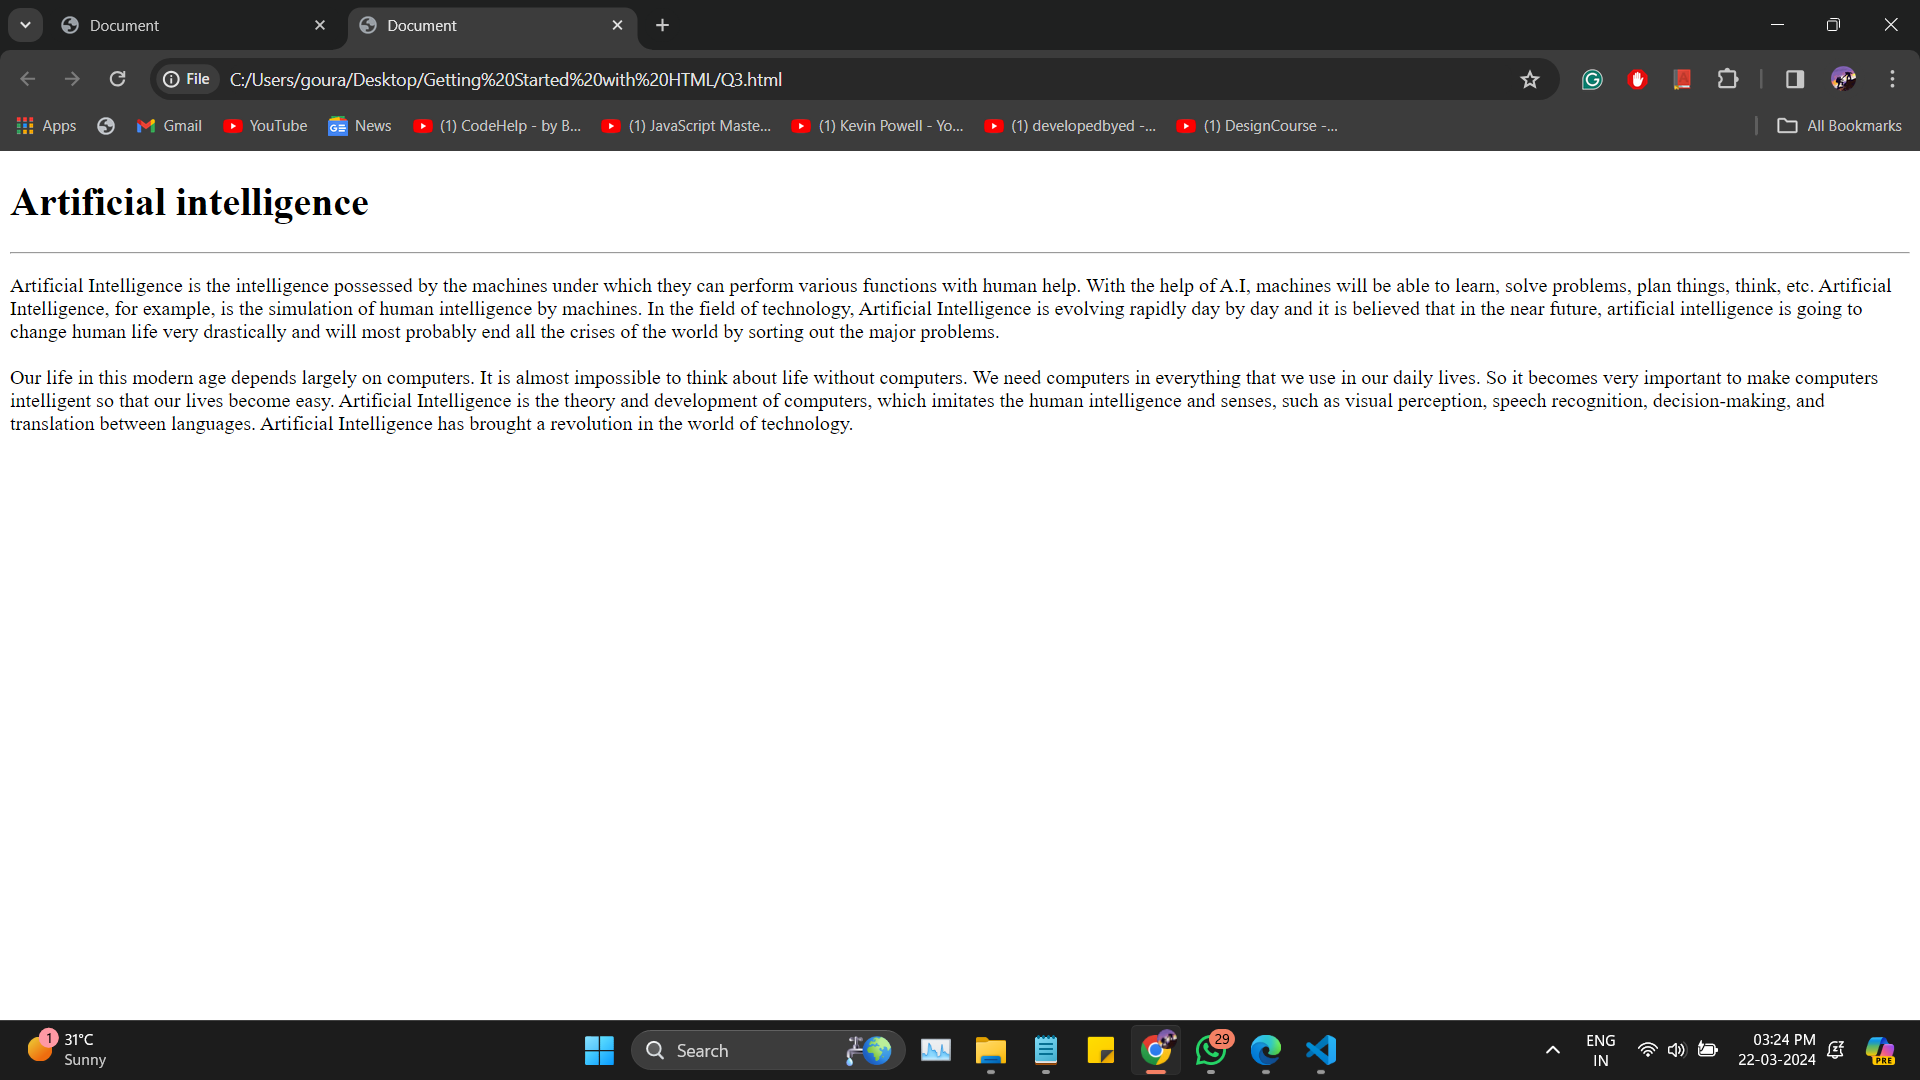 Document
Document
File
C:/Users/goura/Desktop/Getting%20Started%20with%20HTML/Q3.html
Apps
Gmail
YouTube
News
(1) CodeHelp - by B...
(1) JavaScript Maste...
(1) Kevin Powell - Yo...
(1) developedbyed -...
(1) DesignCourse -...
All Bookmarks
Artificial intelligence
Artificial Intelligence is the intelligence possessed by the machines under which they can perform various functions with human help. With the help of A.I, machines will be able to learn, solve problems, plan things, think, etc. Artificial
Intelligence, for example, is the simulation of human intelligence by machines. In the field of technology, Artificial Intelligence is evolving rapidly day by day and it is believed that in the near future, artificial intelligence is going to
change human life very drastically and will most probably end all the crises of the world by sorting out the major problems.
Our life in this modern age depends largely on computers. It is almost impossible to think about life without computers. We need computers in everything that we use in our daily lives. So it becomes very important to make computers
intelligent so that our lives become easy. Artificial Intelligence is the theory and development of computers, which imitates the human intelligence and senses, such as visual perception, speech recognition, decision-making, and
translation between languages. Artificial Intelligence has brought a revolution in the world of technology.
1
31°C
Sunny
Search
29
ENG
IN
03:24 PM
22-03-2024
PRE